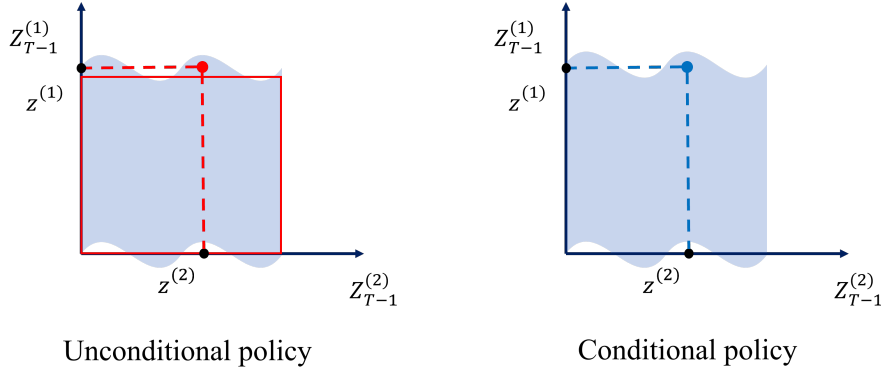 Z_{T-1}^{(1)}
z^{(1)}
z^{(2)}
Z_{T-1}^{(2)}
Unconditional policy
Z_{T-1}^{(1)}
z^{(1)}
z^{(2)}
Z_{T-1}^{(2)}
Conditional policy